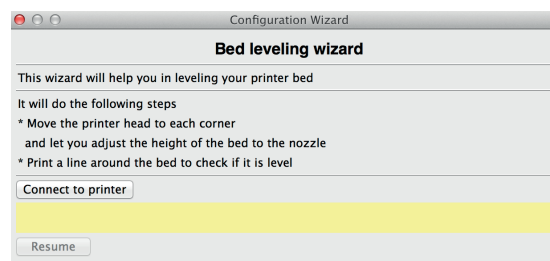 Configuration Wizard
Bed leveling wizard
This wizard will help you in leveling your printer bed
It will do the following steps
* Move the printer head to each corner
and let you adjust the height of the bed to the nozzle
* Print a line around the bed to check if it is level
Connect to printer
Resume